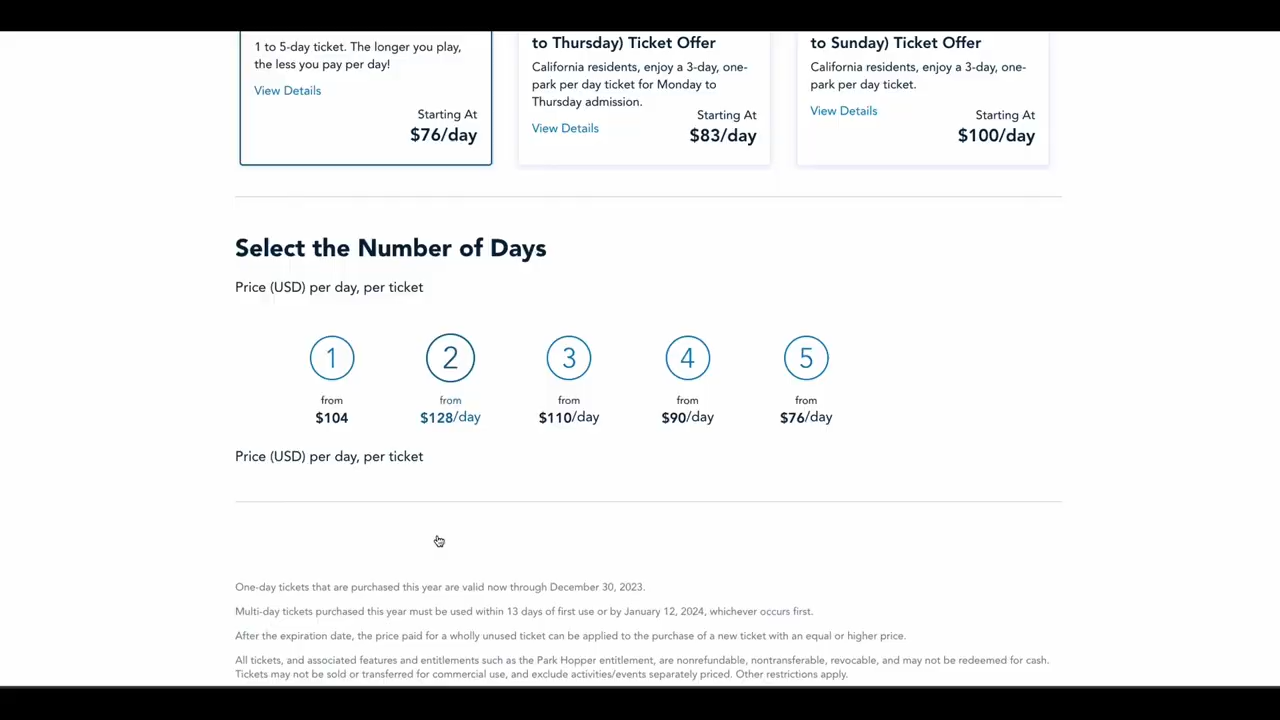 1 to 5-day ticket. The longer you play,
the less you pay per day!
View Details
Starting At
$76/day
to Thursday) Ticket Offer
California residents, enjoy a 3-day, one-
park per day ticket for Monday to
Thursday admission.
View Details
Starting At
$83/day
to Sunday) Ticket Offer
California residents, enjoy a 3-day, one-
park per day ticket.
View Details
Starting At
$100/day
Select the Number of Days
Price (USD) per day, per ticket
1
from
$104
2
from
$128/day
3
from
$110/day
4
from
$90/day
5
from
$76/day
Price (USD) per day, per ticket
One-day tickets that are purchased this year are valid now through December 30, 2023.
Multi-day tickets purchased this year must be used within 13 days of first use or by January 12, 2024, whichever occurs first.
After the expiration date, the price paid for a wholly unused ticket can be applied to the purchase of a new ticket with an equal or higher price.
All tickets, and associated features and entitlements such as the Park Hopper entitlement, are nonrefundable, nontransferable, revocable, and may not be redeemed for cash.
Tickets may not be sold or transferred for commercial use, and exclude activities/events separately priced. Other restrictions apply.